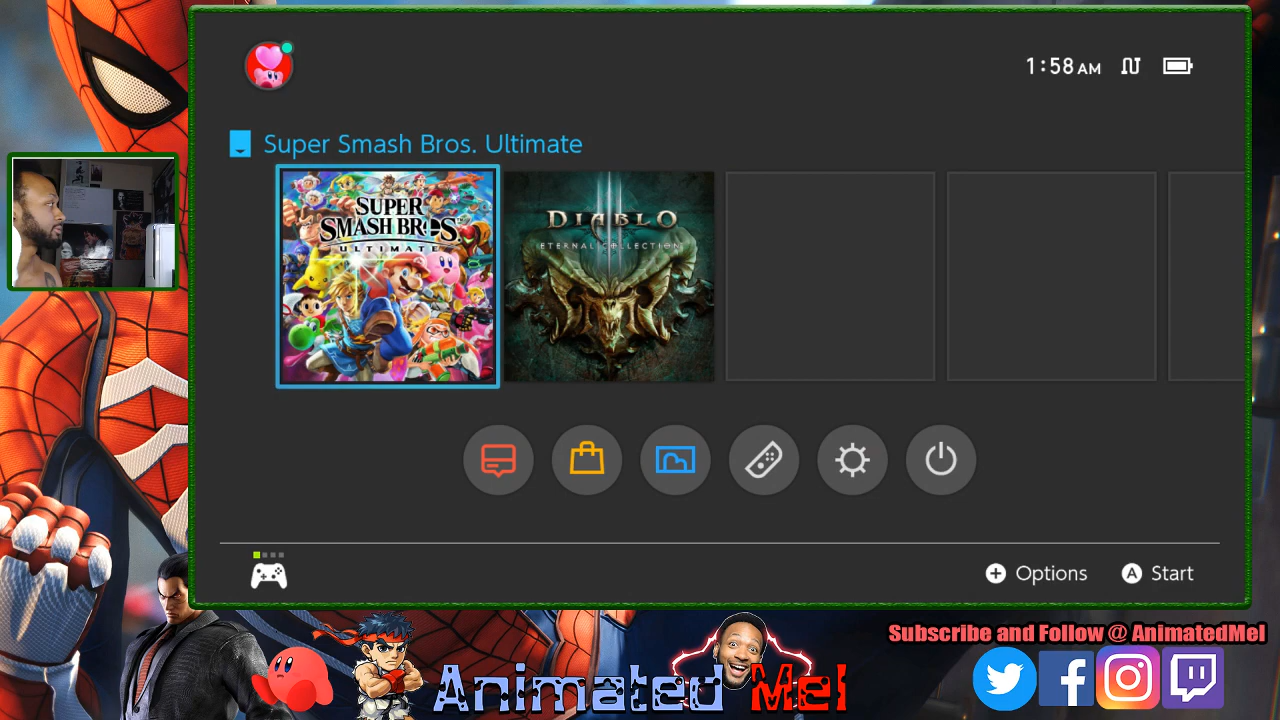 1:58 AM
Super Smash Bros. Ultimate
SUPER
SMASH BROS.
ULTIMATE
DIABLO
III
ETERNAL COLLECTION
Options
A Start
Subscribe and Follow @ AnimatedMel
Animated Mel